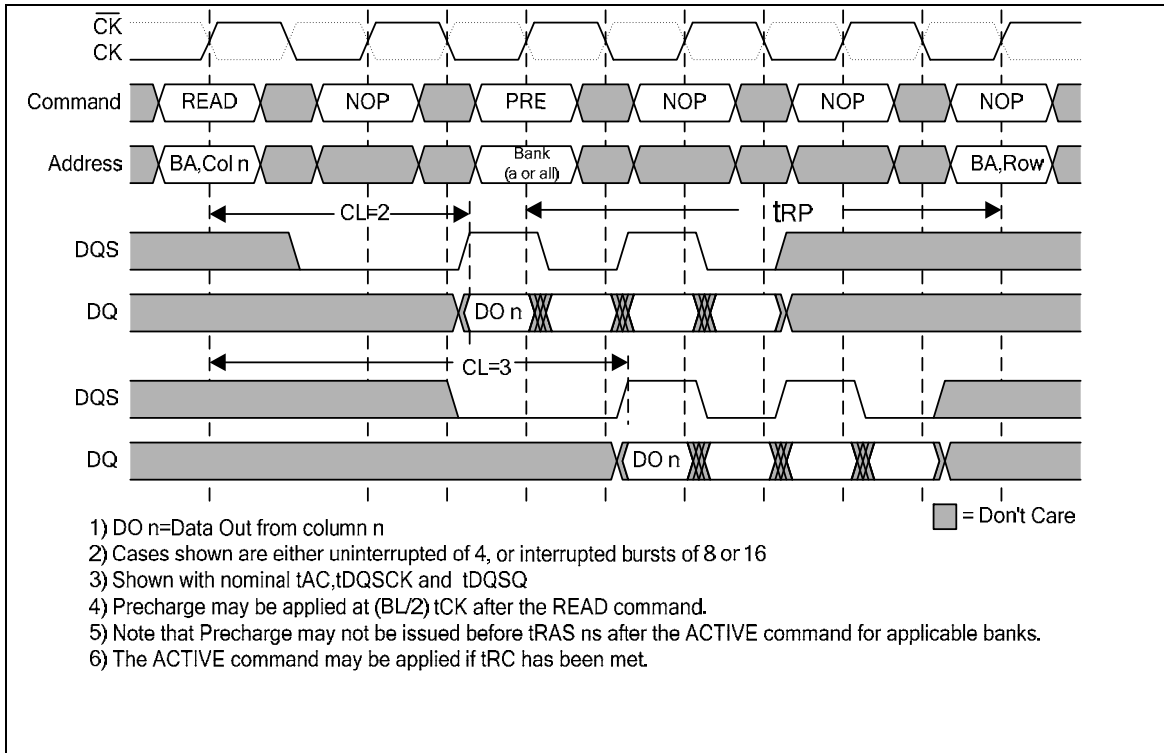 CK
CK
Command READ NOP PRE NOP NOP NOP
Address BA,Col n Bank (a or all) BA,Row
CL=2 tRP
DQS
DQ DO n
CL=3
DQS
DQ DO n
= Don't Care
1) DO n=Data Out from column n
2) Cases shown are either uninterrupted of 4, or interrupted bursts of 8 or 16
3) Shown with nominal tAC,tDQSCK and tDQSQ
4) Precharge may be applied at (BL/2) tCK after the READ command.
5) Note that Precharge may not be issued before tRAS ns after the ACTIVE command for applicable banks.
6) The ACTIVE command may be applied if tRC has been met.